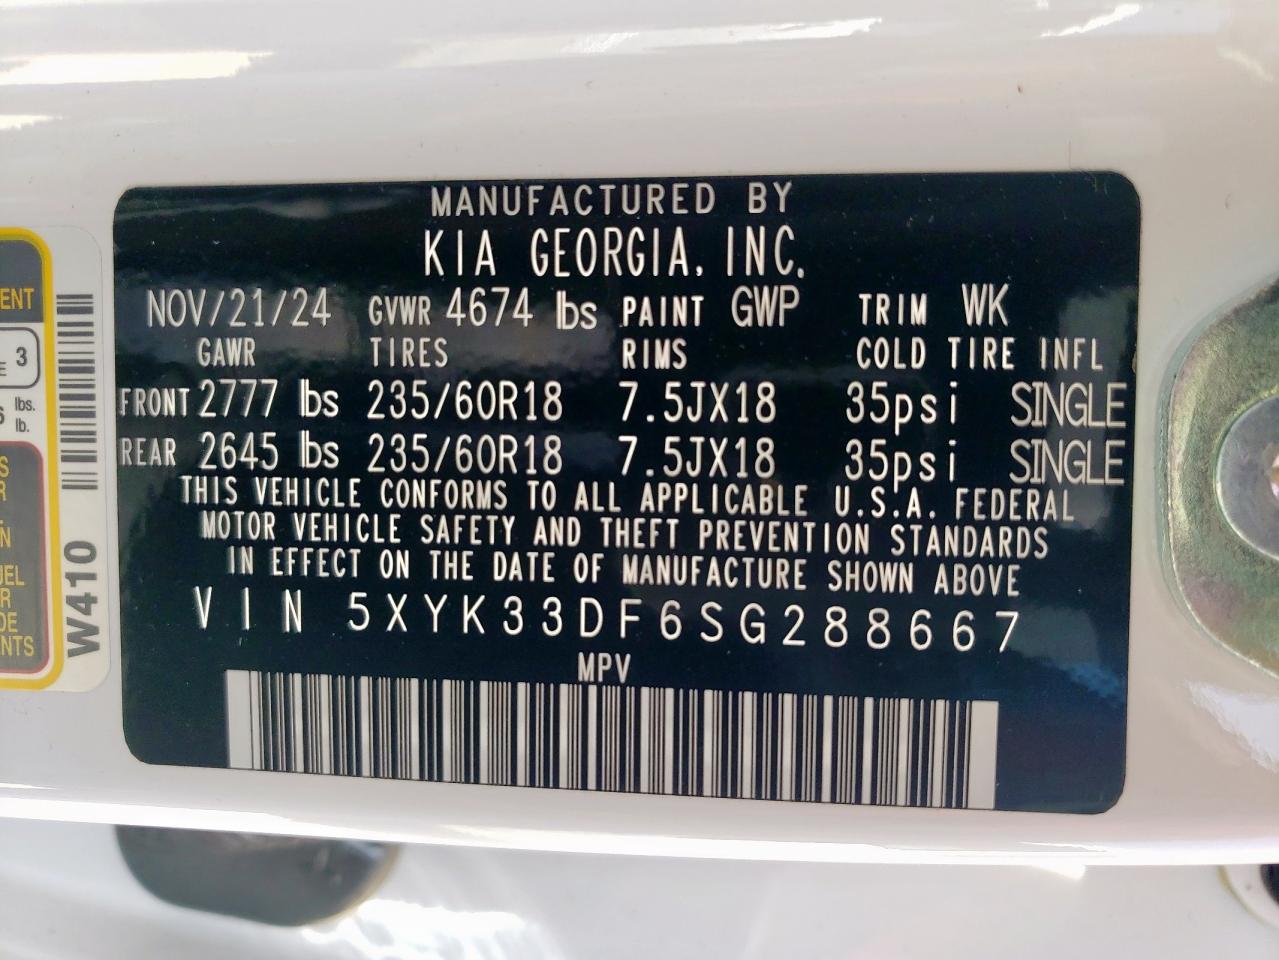 MANUFACTURED BY
KIA GEORGIA, INC.
NOV/21/24 GVWR 4674 lbs PAINT GWP TRIM WK
GAWR TIRES RIMS COLD TIRE INFL
FRONT 2777 lbs 235/60R18 7.5JX18 35psi SINGLE
REAR 2645 lbs 235/60R18 7.5JX18 35psi SINGLE
THIS VEHICLE CONFORMS TO ALL APPLICABLE U.S.A. FEDERAL
MOTOR VEHICLE SAFETY AND THEFT PREVENTION STANDARDS
IN EFFECT ON THE DATE OF MANUFACTURE SHOWN ABOVE
VIN 5XYK33DF6SG288667
MPV
W410
3
lbs.
lb.